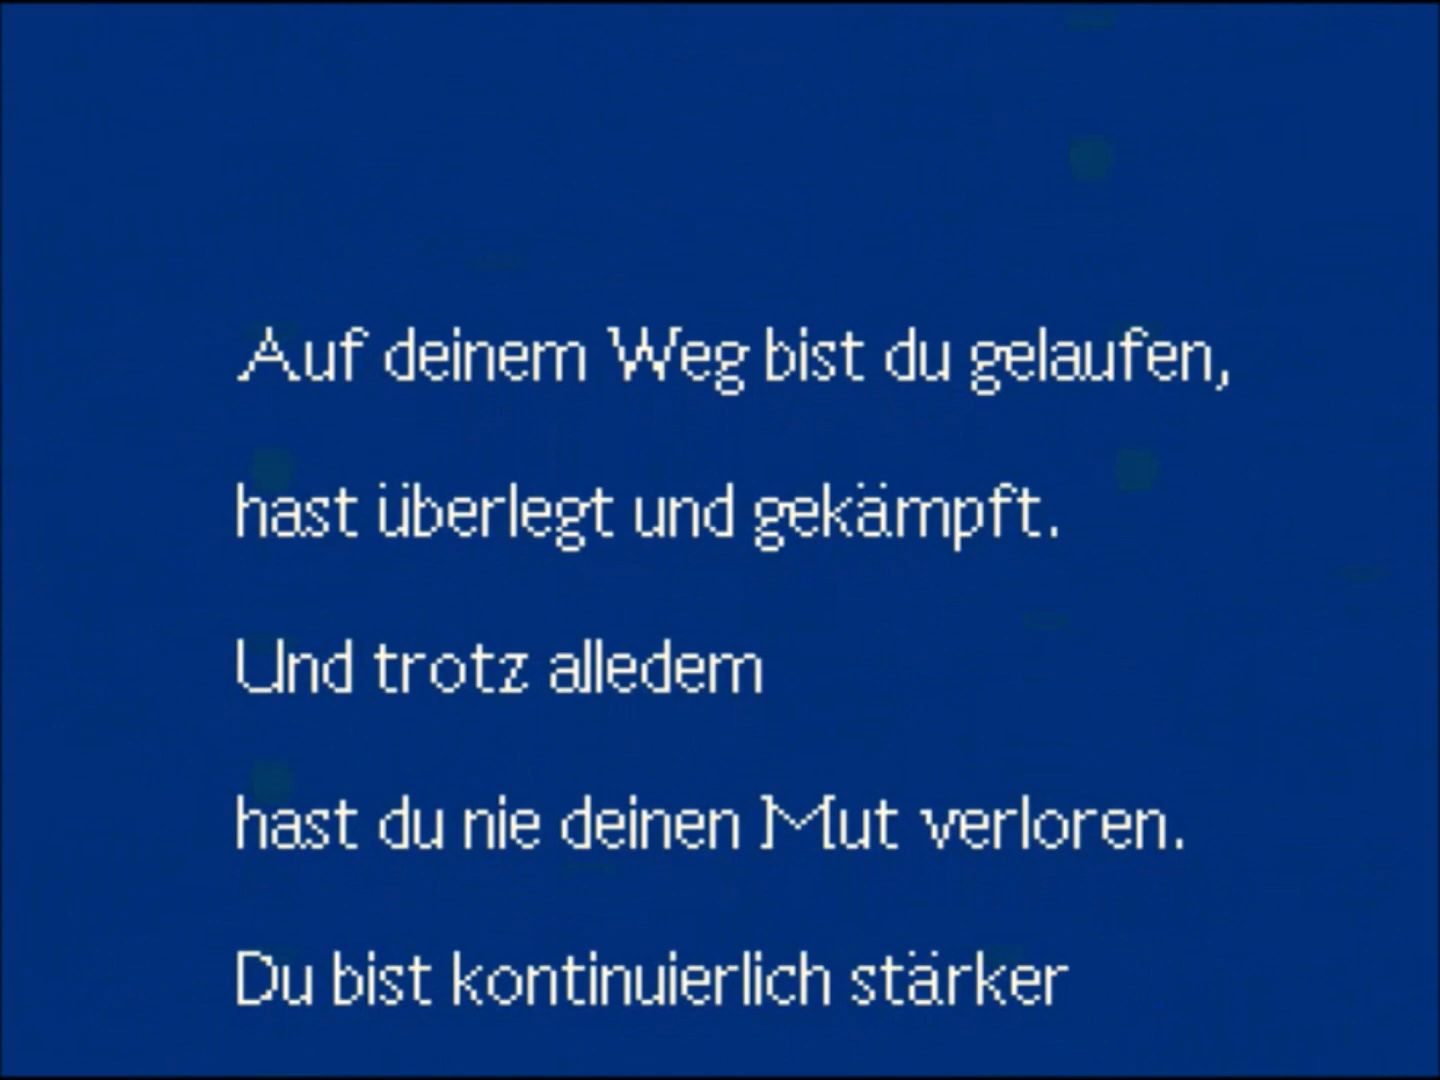 Auf deinem Weg bist du gelaufen,
hast überlegt und gekämpft.
Und trotz alledem
hast du nie deinen Mut verloren.
Du bist kontinuierlich stärker